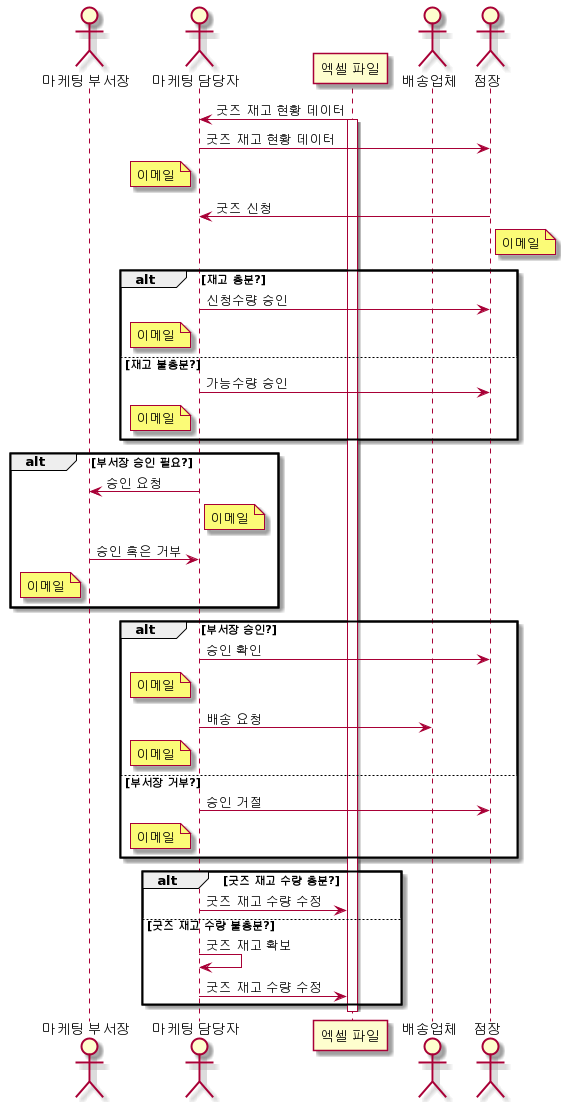 마케팅 부서장 마케팅 담당자 엑셀 파일 배송업체 점장
굿즈 재고 현황 데이터
굿즈 재고 현황 데이터
이메일
굿즈 신청
이메일
alt [재고 충분?]
신청수량 승인
이메일
[재고 불충분?]
가능수량 승인
이메일
alt [부서장 승인 필요?]
승인 요청
이메일
승인 혹은 거부
이메일
alt [부서장 승인?]
승인 확인
이메일
배송 요청
이메일
[부서장 거부?]
승인 거절
이메일
alt [굿즈 재고 수량 충분?]
굿즈 재고 수량 수정
[굿즈 재고 수량 불충분?]
굿즈 재고 확보
굿즈 재고 수량 수정
마케팅 부서장 마케팅 담당자 엑셀 파일 배송업체 점장